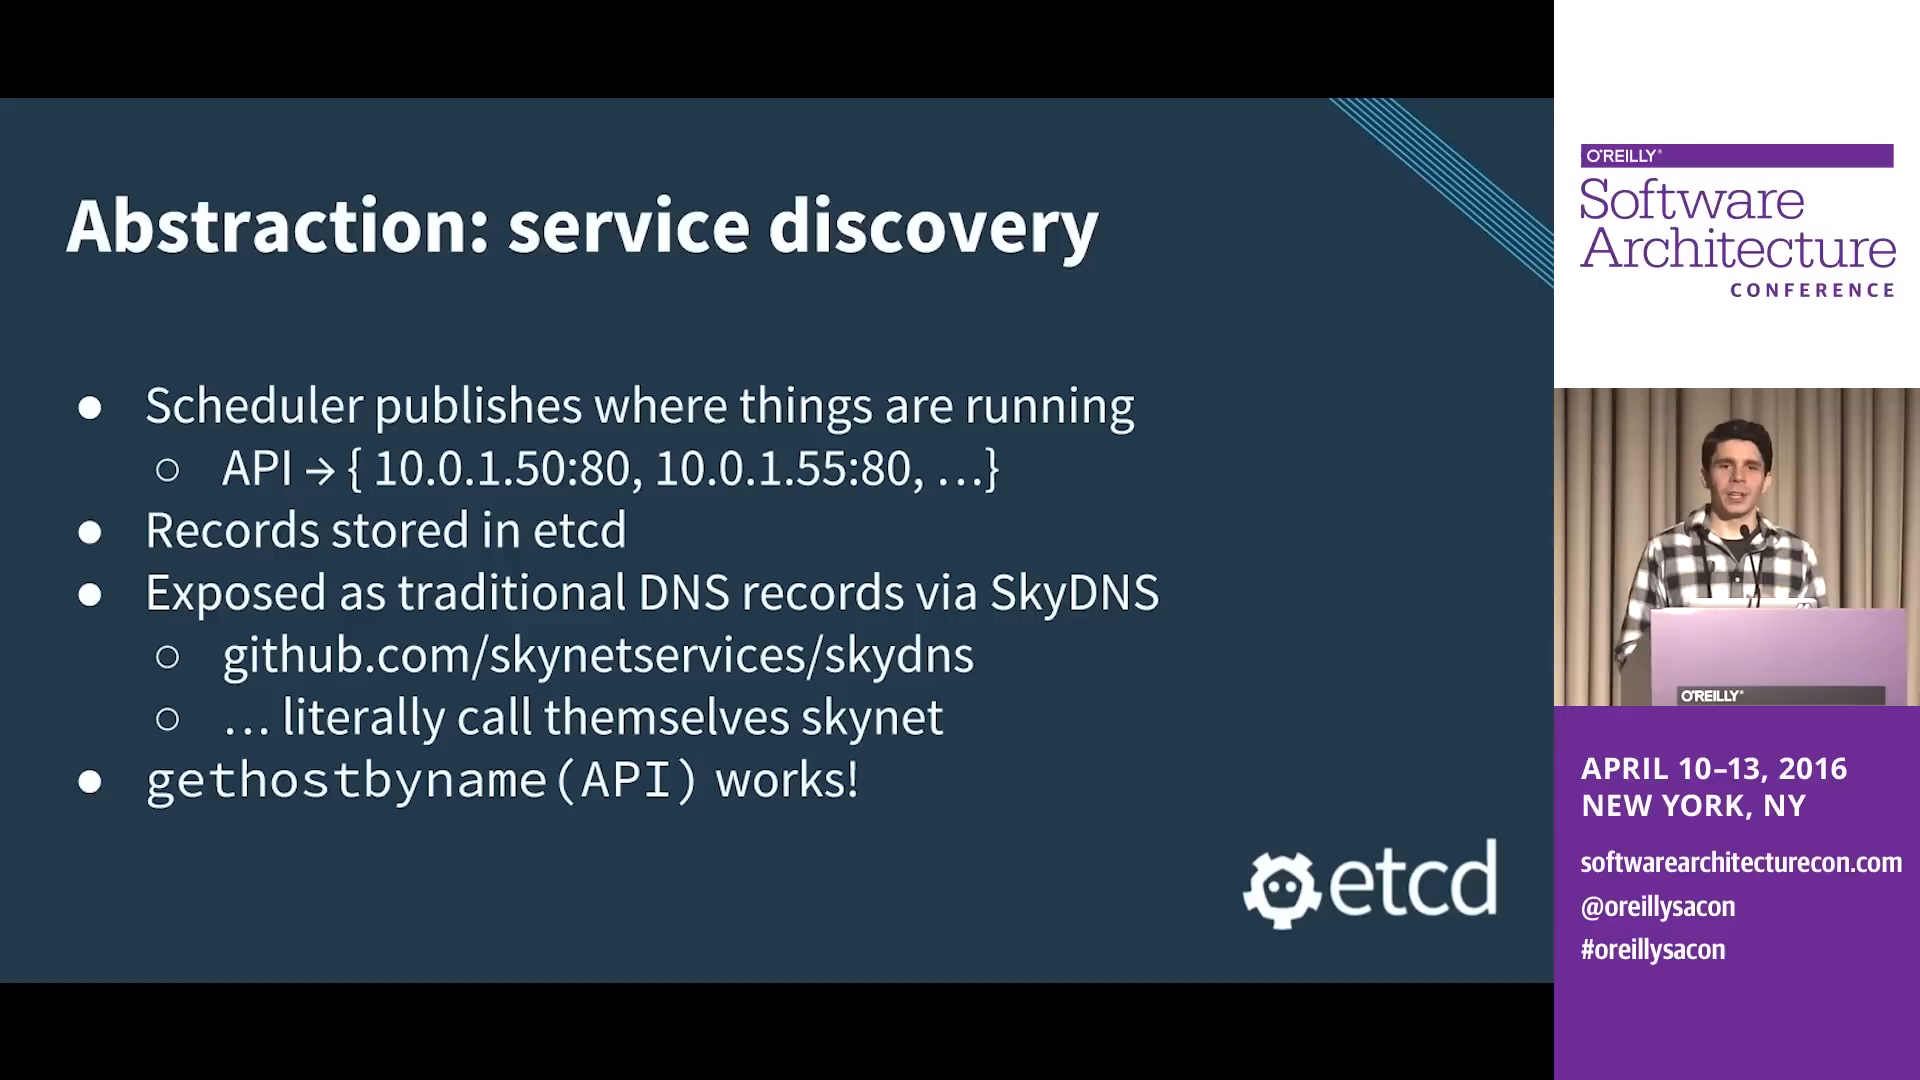 Abstraction: service discovery
● Scheduler publishes where things are running
○ API → { 10.0.1.50:80, 10.0.1.55:80, …}
● Records stored in etcd
● Exposed as traditional DNS records via SkyDNS
○ github.com/skynetservices/skydns
○ … literally call themselves skynet
● gethostbyname(API) works!
etcd
O'REILLY®
Software
Architecture
CONFERENCE
O'REILLY®
APRIL 10–13, 2016
NEW YORK, NY
softwarearchitecturecon.com
@oreillysacon
#oreillysacon